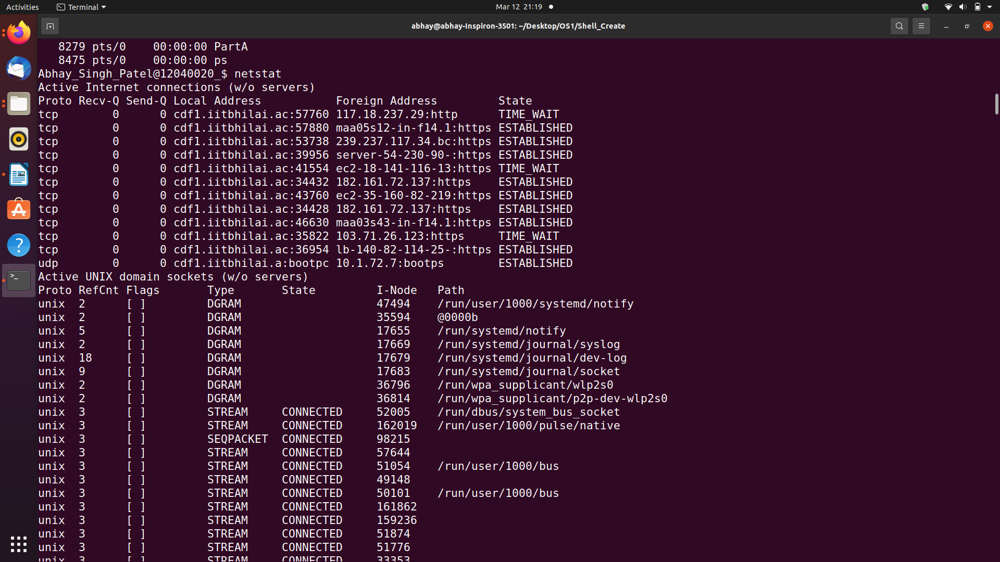 Activities Terminal Mar 12 21:19
abhay@abhay-Inspiron-3501: ~/Desktop/OS1/Shell_Create
   8279 pts/0    00:00:00 PartA
   8475 pts/0    00:00:00 ps
Abhay_Singh_Patel@12040020_$ netstat
Active Internet connections (w/o servers)
Proto Recv-Q Send-Q Local Address           Foreign Address         State
tcp        0      0 cdf1.iitbhilai.ac:57760 117.18.237.29:http      TIME_WAIT
tcp        0      0 cdf1.iitbhilai.ac:57880 maa05s12-in-f14.1:https ESTABLISHED
tcp        0      0 cdf1.iitbhilai.ac:53738 239.237.117.34.bc:https ESTABLISHED
tcp        0      0 cdf1.iitbhilai.ac:39956 server-54-230-90-:https ESTABLISHED
tcp        0      0 cdf1.iitbhilai.ac:41554 ec2-18-141-116-13:https TIME_WAIT
tcp        0      0 cdf1.iitbhilai.ac:34432 182.161.72.137:https    ESTABLISHED
tcp        0      0 cdf1.iitbhilai.ac:43760 ec2-35-160-82-219:https ESTABLISHED
tcp        0      0 cdf1.iitbhilai.ac:34428 182.161.72.137:https    ESTABLISHED
tcp        0      0 cdf1.iitbhilai.ac:46630 maa03s43-in-f14.1:https ESTABLISHED
tcp        0      0 cdf1.iitbhilai.ac:35822 103.71.26.123:https     TIME_WAIT
tcp        0      0 cdf1.iitbhilai.ac:36954 lb-140-82-114-25-:https ESTABLISHED
udp        0      0 cdf1.iitbhilai.a:bootpc 10.1.72.7:bootps        ESTABLISHED
Active UNIX domain sockets (w/o servers)
Proto RefCnt Flags       Type       State         I-Node   Path
unix  2      [ ]         DGRAM                    47494    /run/user/1000/systemd/notify
unix  2      [ ]         DGRAM                    35594    @0000b
unix  5      [ ]         DGRAM                    17655    /run/systemd/notify
unix  2      [ ]         DGRAM                    17669    /run/systemd/journal/syslog
unix  18     [ ]         DGRAM                    17679    /run/systemd/journal/dev-log
unix  9      [ ]         DGRAM                    17683    /run/systemd/journal/socket
unix  2      [ ]         DGRAM                    36796    /run/wpa_supplicant/wlp2s0
unix  2      [ ]         DGRAM                    36814    /run/wpa_supplicant/p2p-dev-wlp2s0
unix  3      [ ]         STREAM     CONNECTED     52005    /run/dbus/system_bus_socket
unix  3      [ ]         STREAM     CONNECTED     162019   /run/user/1000/pulse/native
unix  3      [ ]         SEQPACKET  CONNECTED     98215
unix  3      [ ]         STREAM     CONNECTED     57644
unix  3      [ ]         STREAM     CONNECTED     51054    /run/user/1000/bus
unix  3      [ ]         STREAM     CONNECTED     49148
unix  3      [ ]         STREAM     CONNECTED     50101    /run/user/1000/bus
unix  3      [ ]         STREAM     CONNECTED     161862
unix  3      [ ]         STREAM     CONNECTED     159236
unix  3      [ ]         STREAM     CONNECTED     51874
unix  3      [ ]         STREAM     CONNECTED     51776
unix  3      [ ]         STREAM     CONNECTED     33353